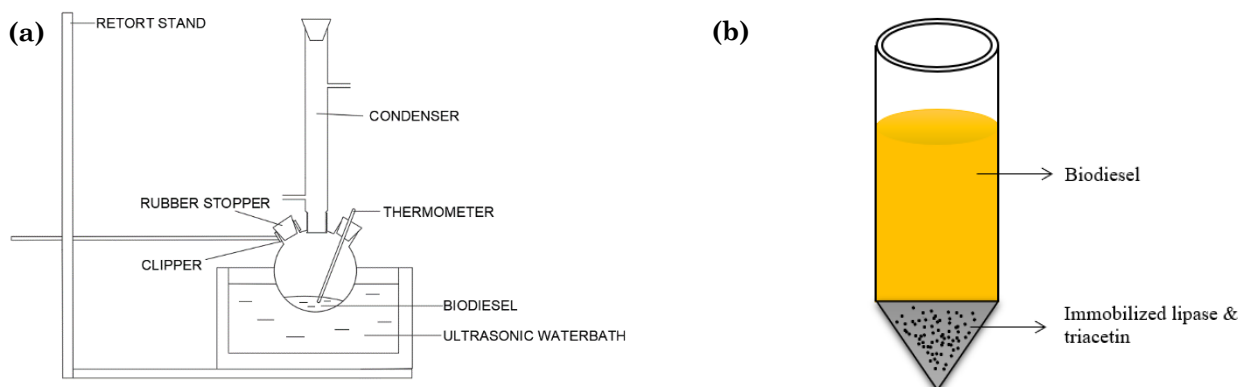 (a)
RETORT STAND
CONDENSER
RUBBER STOPPER
THERMOMETER
CLIPPER
BIODIESEL
ULTRASONIC WATERBATH
(b)
Biodiesel
Immobilized lipase &
triacetin